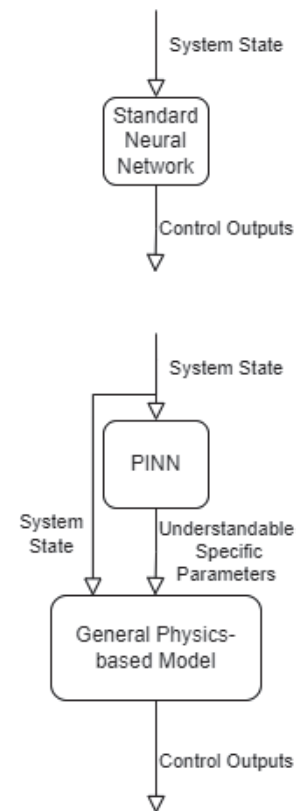 System State
Standard
Neural
Network
Control Outputs
System State
PINN
System
State
Understandable
Specific
Parameters
General Physics-
based Model
Control Outputs